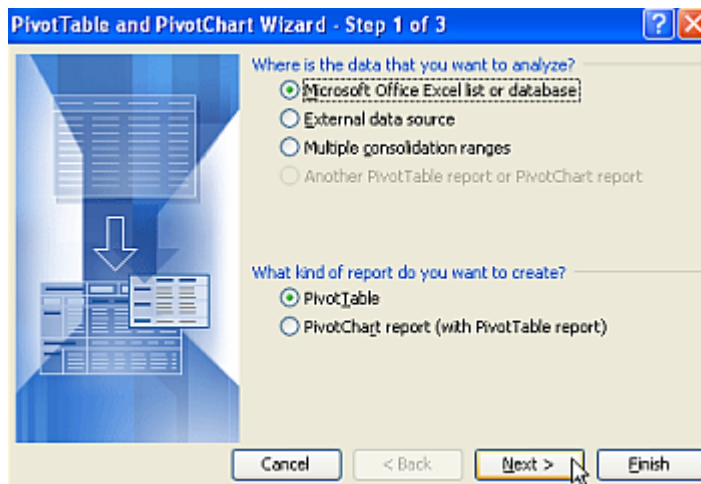 PivotTable and PivotChart Wizard - Step 1 of 3
Where is the data that you want to analyze?
Microsoft Office Excel list or database
External data source
Multiple consolidation ranges
Another PivotTable report or PivotChart report
What kind of report do you want to create?
PivotTable
PivotChart report (with PivotTable report)
Cancel
< Back
Next >
Finish